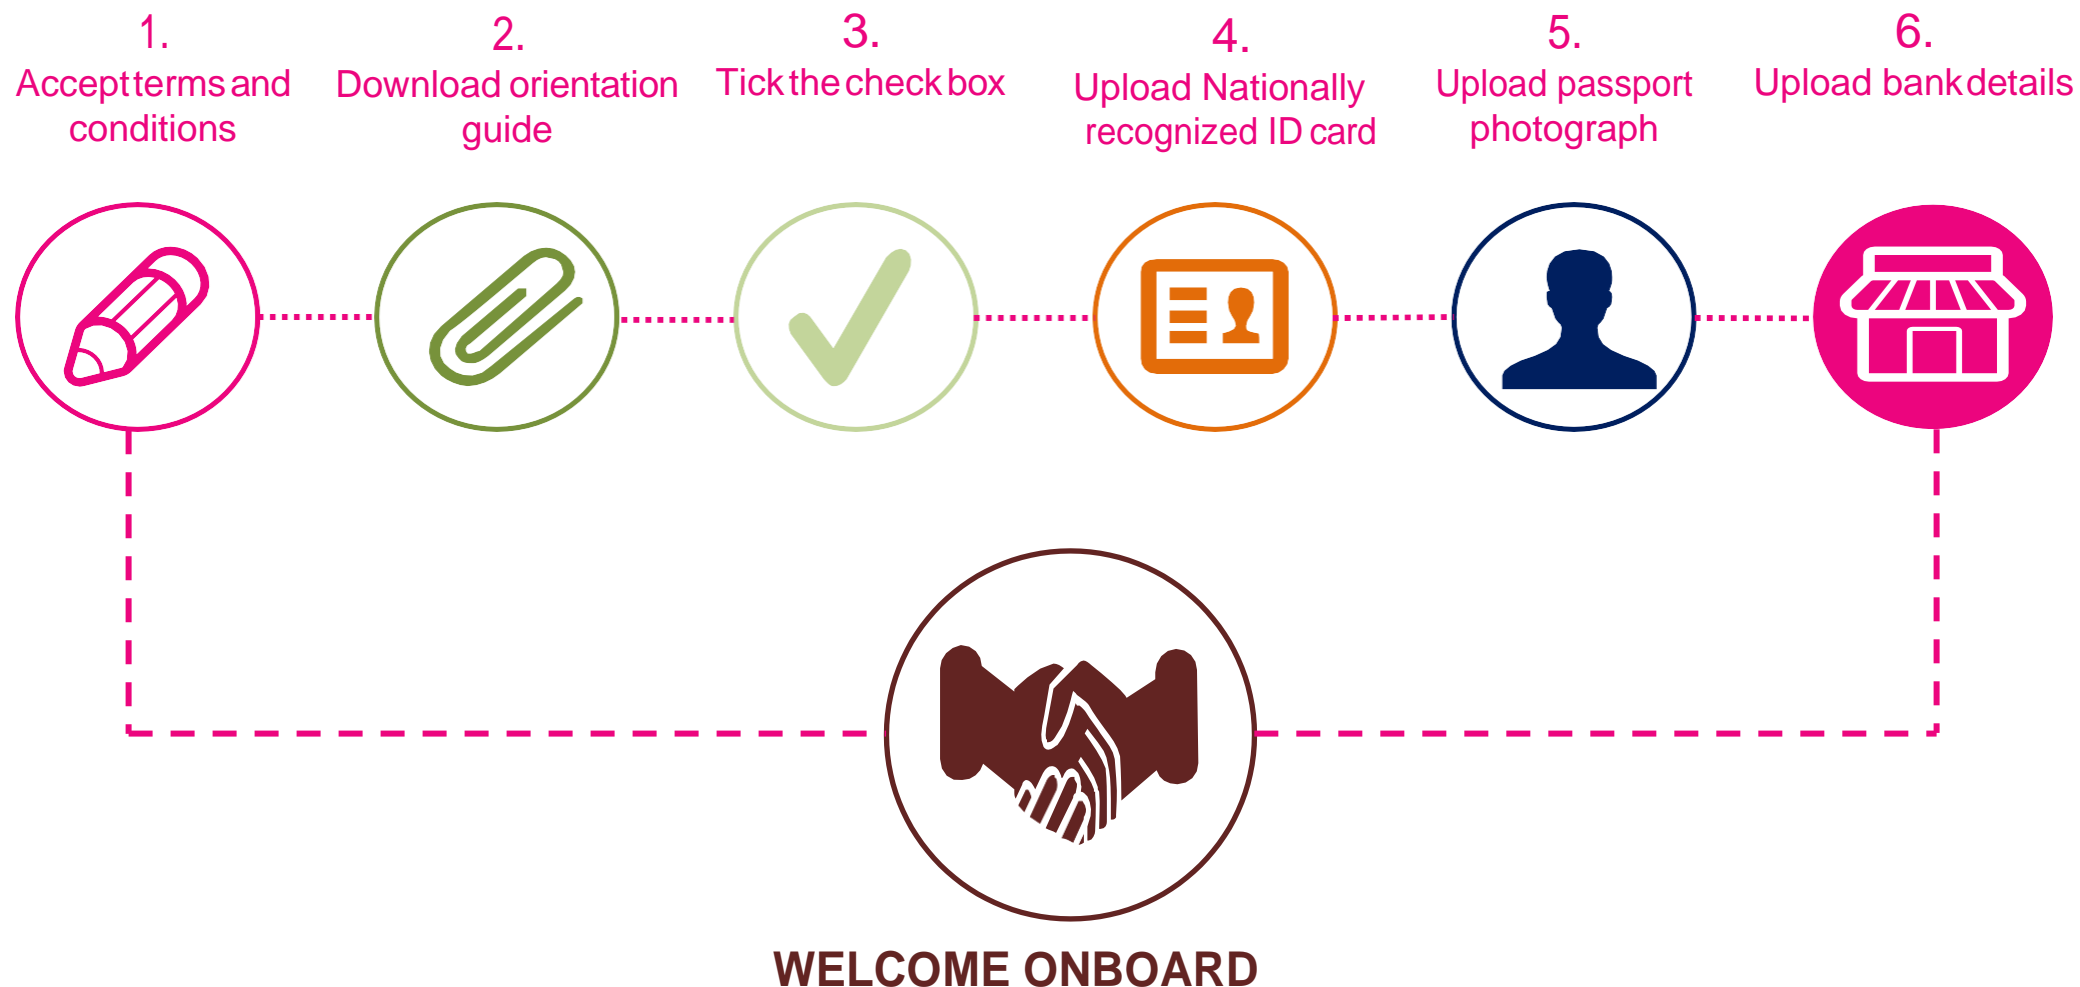 1.
Accept terms and
conditions
2.
Download orientation
guide
3.
Tick the check box
4.
Upload Nationally
recognized ID card
5.
Upload passport
photograph
6.
Upload bank details
WELCOME ONBOARD